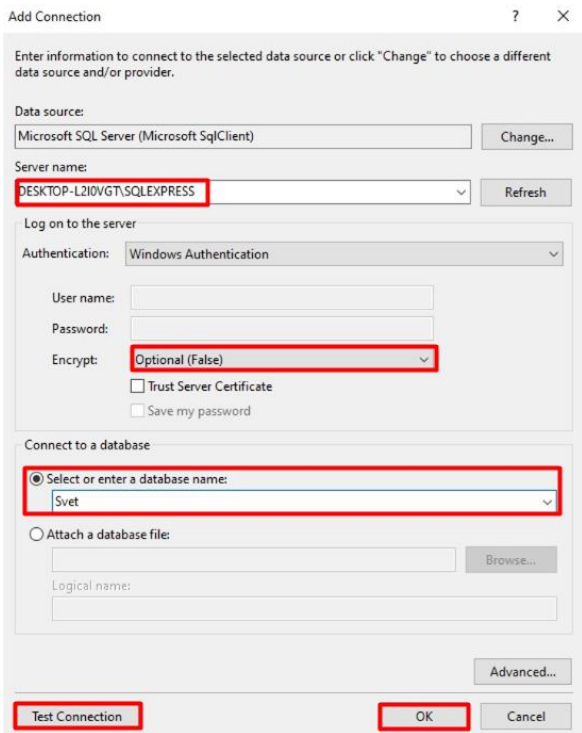 Add Connection ? ×
Enter information to connect to the selected data source or click "Change" to choose a different
data source and/or provider.
Data source:
Microsoft SQL Server (Microsoft SqlClient) Change...
Server name:
DESKTOP-L2I0VGT\SQLEXPRESS Refresh
Log on to the server
Authentication: Windows Authentication
User name:
Password:
Encrypt: Optional (False)
Trust Server Certificate
Save my password
Connect to a database
Select or enter a database name:
Svet
Attach a database file:
Browse...
Logical name:
Advanced...
Test Connection OK Cancel